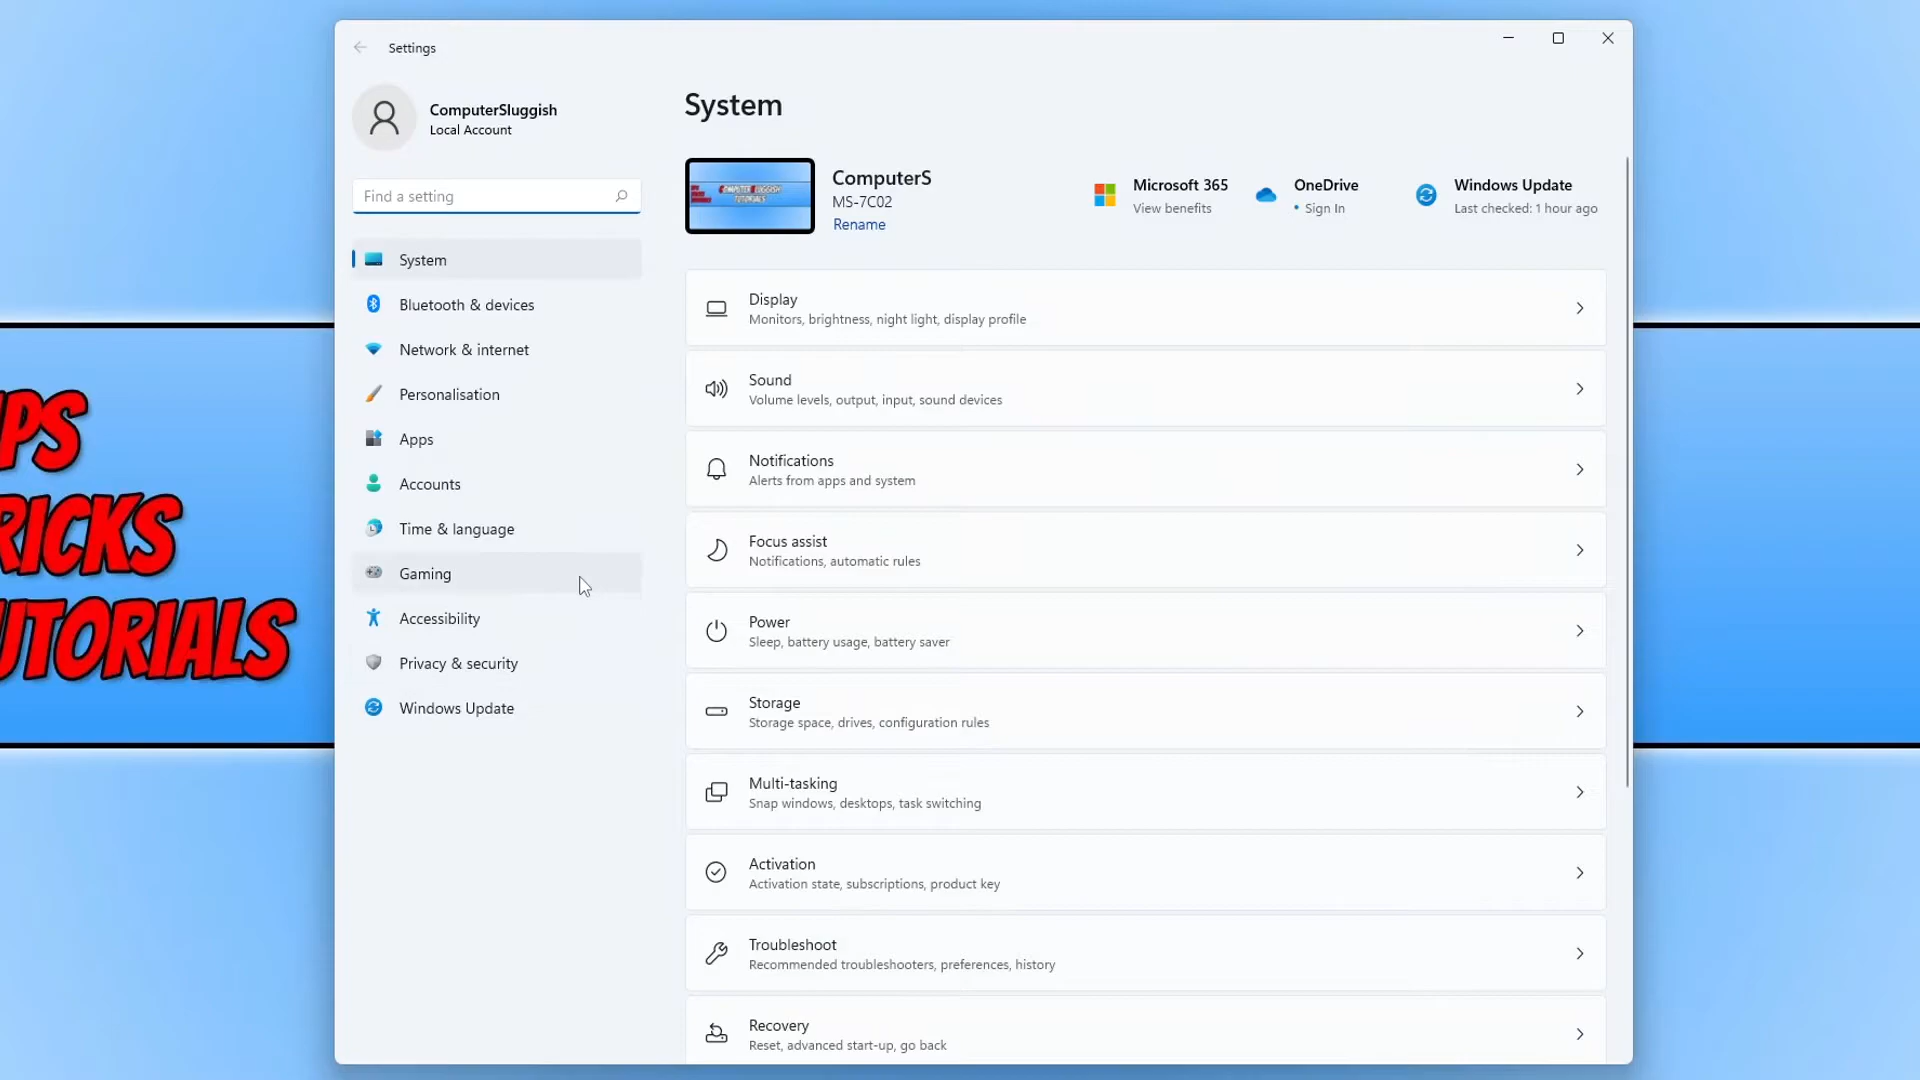 Settings
ComputerSluggish
Local Account
Find a setting
System
Bluetooth & devices
Network & internet
Personalisation
Apps
Accounts
Time & language
Gaming
Accessibility
Privacy & security
Windows Update
System
COMPUTER SLUGGISH
TUTORIALS
ComputerS
MS-7C02
Rename
Microsoft 365
View benefits
OneDrive
• Sign In
Windows Update
Last checked: 1 hour ago
Display
Monitors, brightness, night light, display profile
Sound
Volume levels, output, input, sound devices
Notifications
Alerts from apps and system
Focus assist
Notifications, automatic rules
Power
Sleep, battery usage, battery saver
Storage
Storage space, drives, configuration rules
Multi-tasking
Snap windows, desktops, task switching
Activation
Activation state, subscriptions, product key
Troubleshoot
Recommended troubleshooters, preferences, history
Recovery
Reset, advanced start-up, go back
IPS
RICKS
UTORIALS